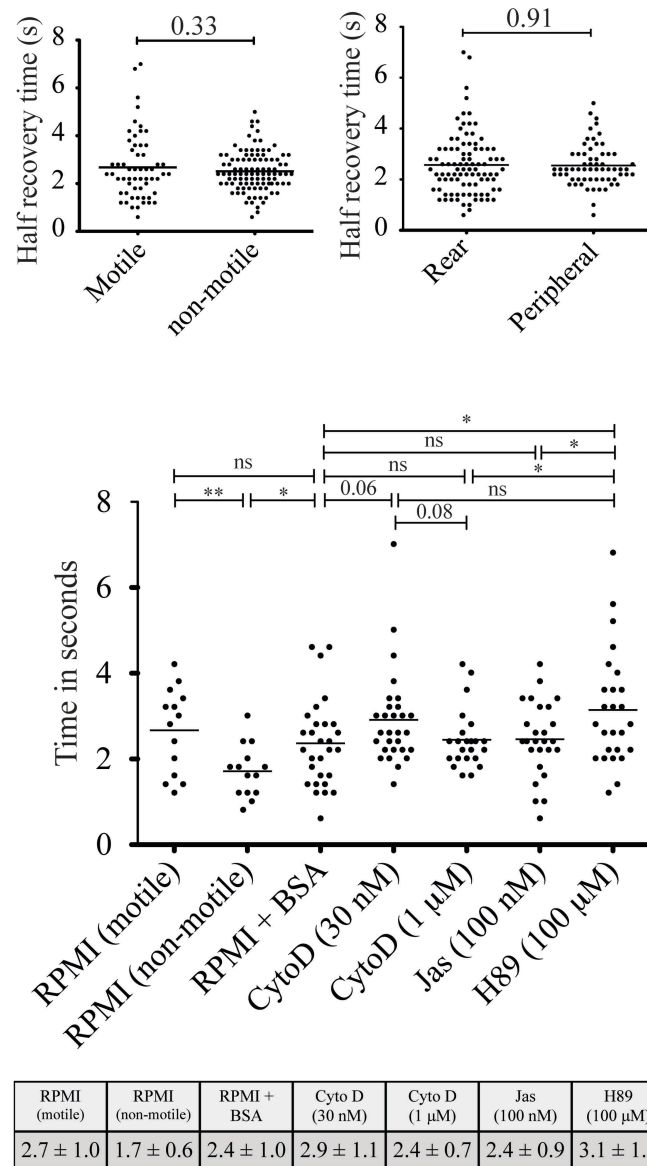 0.33
Half recovery time (s)
8
6
4
2
0
Motile
non-motile
0.91
Half recovery time (s)
8
6
4
2
0
Rear
Peripheral
*
ns
*
ns
ns
*
**
*
0.06
ns
0.08
Time in seconds
8
6
4
2
0
RPMI (motile)
RPMI (non-motile)
RPMI + BSA
CytoD (30 nM)
CytoD (1 μM)
Jas (100 nM)
H89 (100 μM)
RPMI (motile)
RPMI (non-motile)
RPMI + BSA
Cyto D (30 nM)
Cyto D (1 μM)
Jas (100 nM)
H89 (100 μM)
2.7 ± 1.0
1.7 ± 0.6
2.4 ± 1.0
2.9 ± 1.1
2.4 ± 0.7
2.4 ± 0.9
3.1 ± 1.